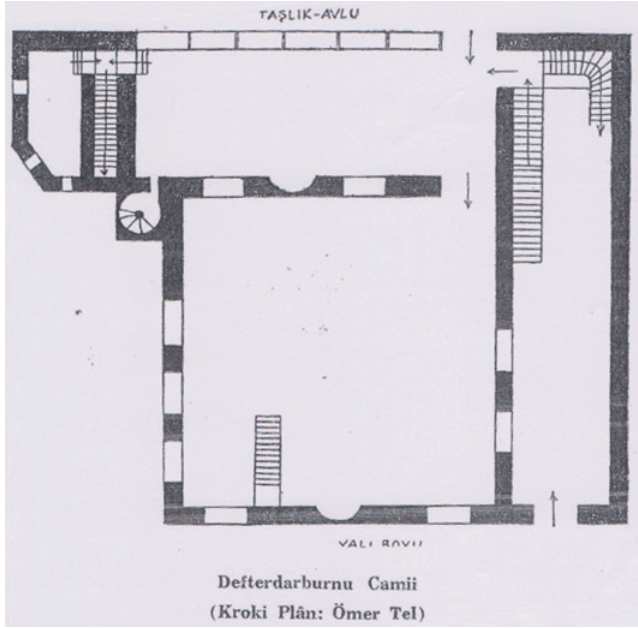 TAŞLIK-AVLU
YALI BOYU
Defterdarburnu Camii
(Kroki Plân: Ömer Tel)